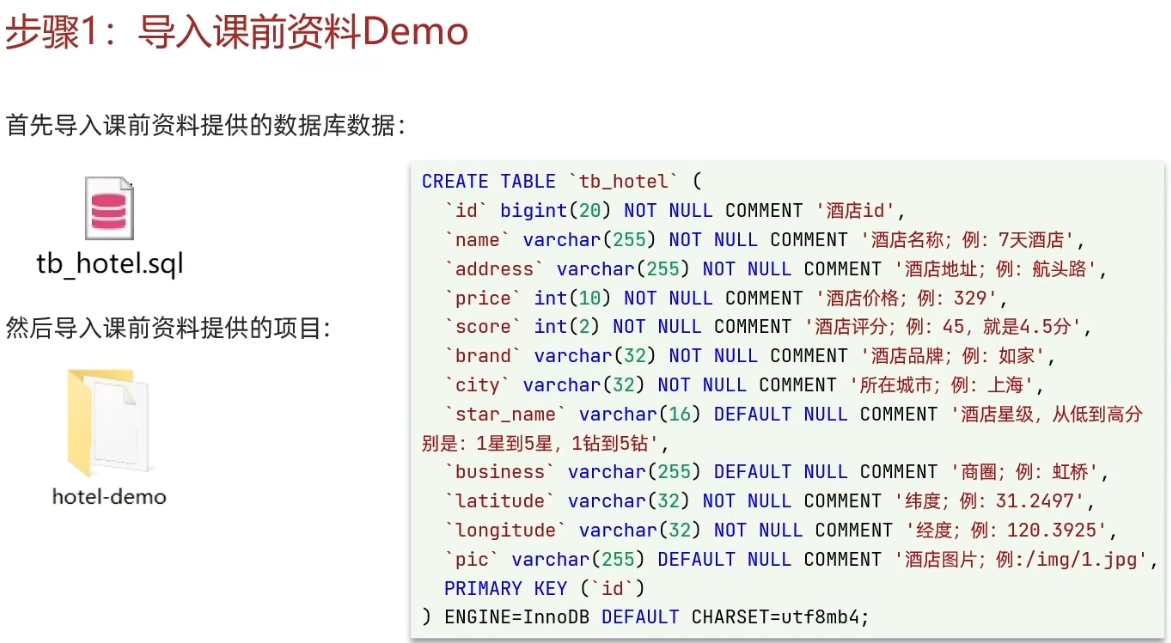 步骤1：导入课前资料Demo
首先导入课前资料提供的数据库数据：
tb_hotel.sql
然后导入课前资料提供的项目：
hotel-demo
CREATE TABLE `tb_hotel` (
`id` bigint(20) NOT NULL COMMENT '酒店id',
`name` varchar(255) NOT NULL COMMENT '酒店名称；例：7天酒店',
`address` varchar(255) NOT NULL COMMENT '酒店地址；例：航头路',
`price` int(10) NOT NULL COMMENT '酒店价格；例：329',
`score` int(2) NOT NULL COMMENT '酒店评分；例：45，就是4.5分',
`brand` varchar(32) NOT NULL COMMENT '酒店品牌；例：如家',
`city` varchar(32) NOT NULL COMMENT '所在城市；例：上海',
`star_name` varchar(16) DEFAULT NULL COMMENT '酒店星级，从低到高分
别是：1星到5星，1钻到5钻',
`business` varchar(255) DEFAULT NULL COMMENT '商圈；例：虹桥',
`latitude` varchar(32) NOT NULL COMMENT '纬度；例：31.2497',
`longitude` varchar(32) NOT NULL COMMENT '经度；例：120.3925',
`pic` varchar(255) DEFAULT NULL COMMENT '酒店图片；例:/img/1.jpg',
PRIMARY KEY (`id`)
) ENGINE=InnoDB DEFAULT CHARSET=utf8mb4;